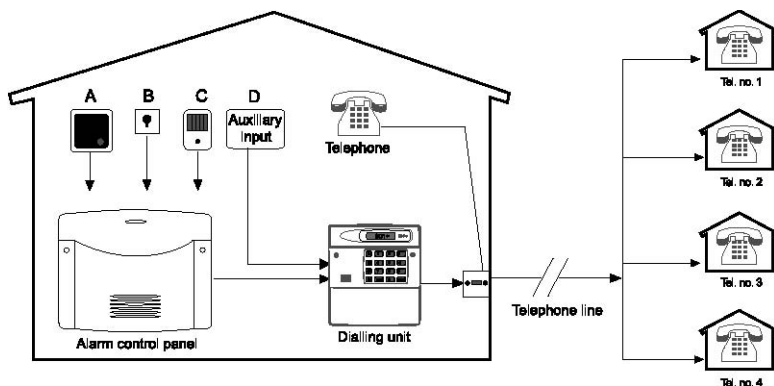 A
B
C
D
Auxiliary
input
Telephone
Alarm control panel
Dialling unit
Telephone line
Tel. no. 1
Tel. no. 2
Tel. no. 3
Tel. no. 4